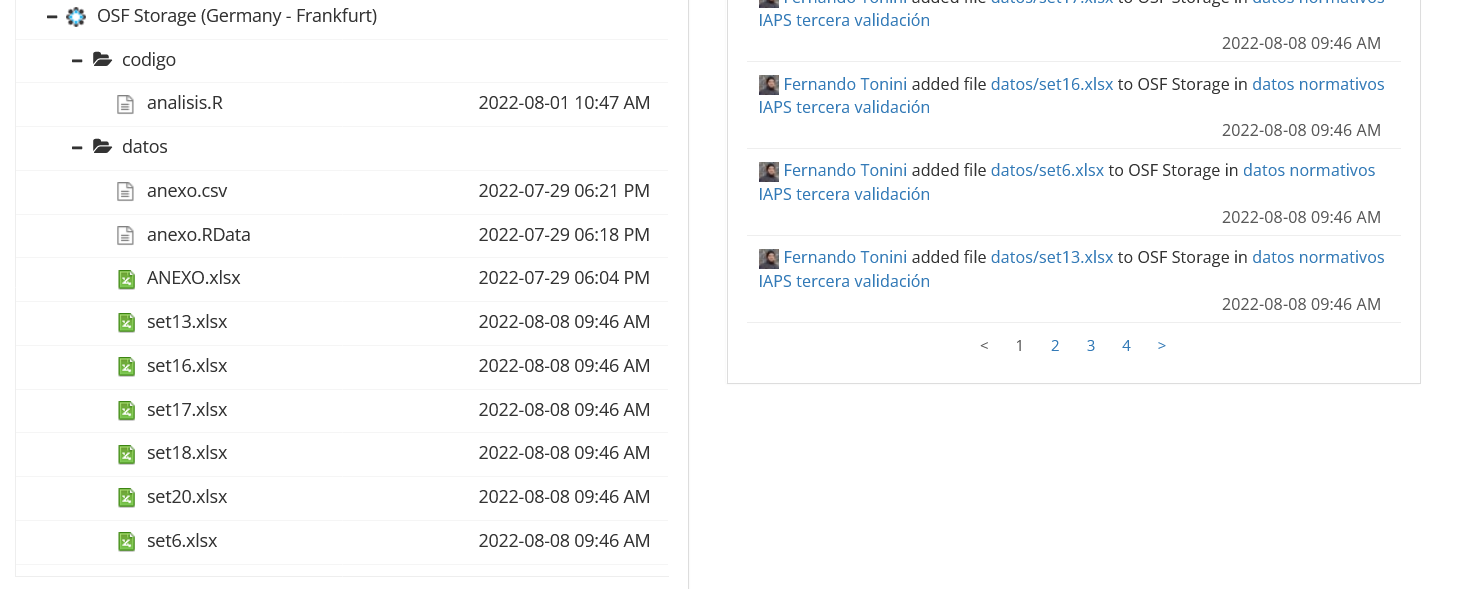 OSF Storage (Germany - Frankfurt)
codigo
analisis.R 2022-08-01 10:47 AM
datos
anexo.csv 2022-07-29 06:21 PM
anexo.RData 2022-07-29 06:18 PM
ANEXO.xlsx 2022-07-29 06:04 PM
set13.xlsx 2022-08-08 09:46 AM
set16.xlsx 2022-08-08 09:46 AM
set17.xlsx 2022-08-08 09:46 AM
set18.xlsx 2022-08-08 09:46 AM
set20.xlsx 2022-08-08 09:46 AM
set6.xlsx 2022-08-08 09:46 AM
Fernando Tonini added file datos/set17.xlsx to OSF Storage in datos normativos
IAPS tercera validación
2022-08-08 09:46 AM
Fernando Tonini added file datos/set16.xlsx to OSF Storage in datos normativos
IAPS tercera validación
2022-08-08 09:46 AM
Fernando Tonini added file datos/set6.xlsx to OSF Storage in datos normativos
IAPS tercera validación
2022-08-08 09:46 AM
Fernando Tonini added file datos/set13.xlsx to OSF Storage in datos normativos
IAPS tercera validación
2022-08-08 09:46 AM
< 1 2 3 4 >